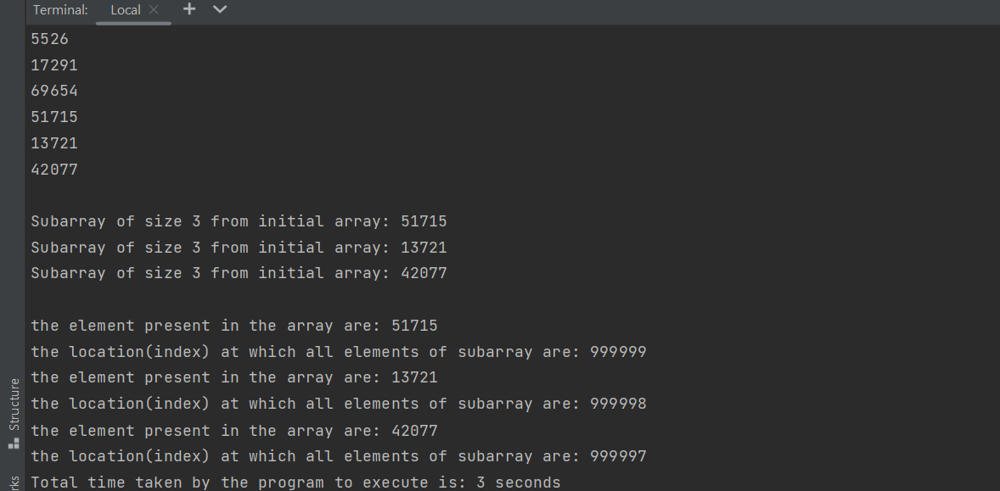 Terminal: Local
5526
17291
69654
51715
13721
42077
Subarray of size 3 from initial array: 51715
Subarray of size 3 from initial array: 13721
Subarray of size 3 from initial array: 42077
the element present in the array are: 51715
the location(index) at which all elements of subarray are: 999999
the element present in the array are: 13721
the location(index) at which all elements of subarray are: 999998
the element present in the array are: 42077
the location(index) at which all elements of subarray are: 999997
Total time taken by the program to execute is: 3 seconds
Structure